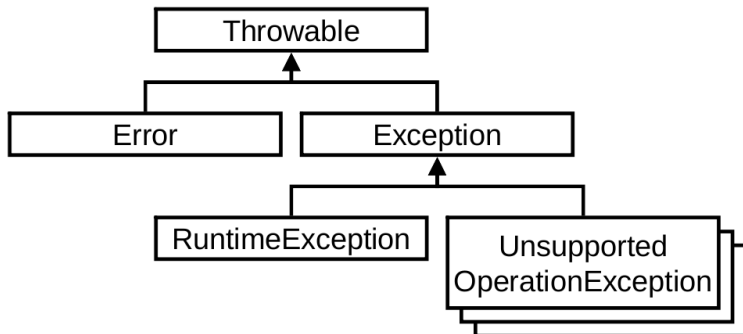 Throwable
Error
Exception
RuntimeException
Unsupported
OperationException